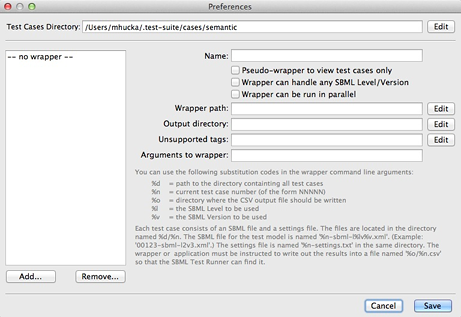 Preferences
Test Cases Directory: /Users/mhucka/.test-suite/cases/semantic Edit
-- no wrapper --
Name:
Pseudo-wrapper to view test cases only
Wrapper can handle any SBML Level/Version
Wrapper can be run in parallel
Wrapper path: Edit
Output directory: Edit
Unsupported tags: Edit
Arguments to wrapper:
You can use the following substitution codes in the wrapper command line arguments:
%d = path to the directory containting all test cases
%n = current test case number (of the form NNNNN)
%o = directory where the CSV output file should be written
%l = the SBML Level to be used
%v = the SBML Version to be used
Each test case consists of an SBML file and a settings file. The files are located in the directory
named %d/%n. The SBML file for the test model is named '%n-sbml-l%lv%v.xml'. (Example:
'00123-sbml-l2v3.xml'.) The settings file is named '%n-settings.txt' in the same directory. The
wrapper or application must be instructed to write out the results into a file named '%o/%n.csv'
so that the SBML Test Runner can find it.
Add... Remove...
Cancel Save